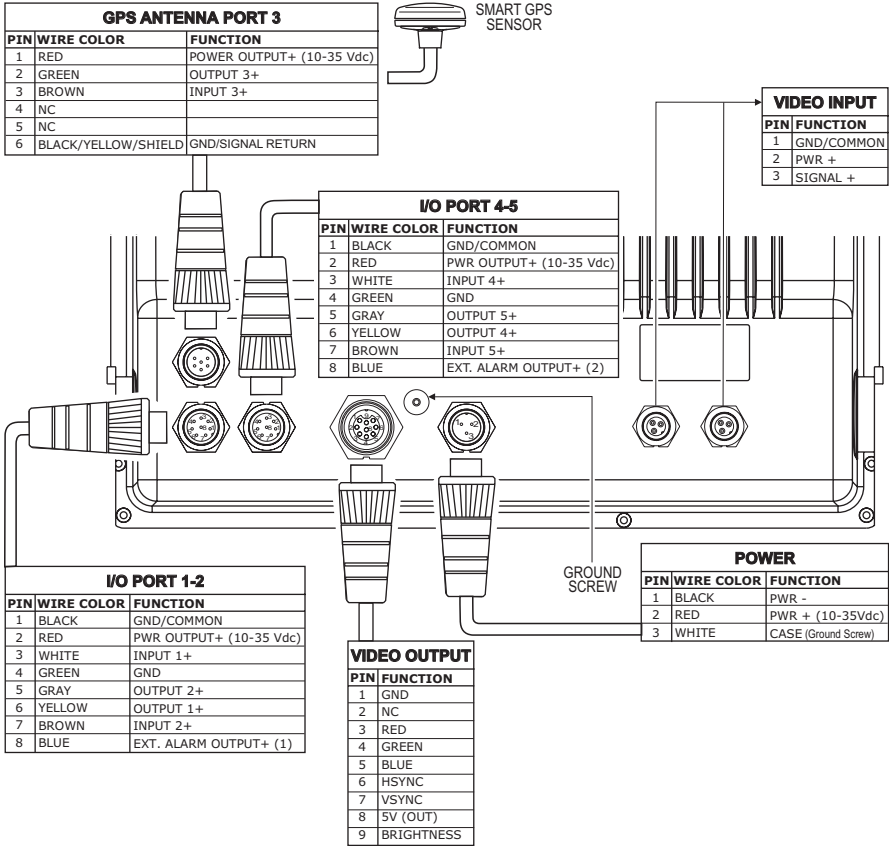 GPS ANTENNA PORT 3
PIN WIRE COLOR FUNCTION
1 RED POWER OUTPUT+ (10-35 Vdc)
2 GREEN OUTPUT 3+
3 BROWN INPUT 3+
4 NC
5 NC
6 BLACK/YELLOW/SHIELD GND/SIGNAL RETURN
SMART GPS
SENSOR
VIDEO INPUT
PIN FUNCTION
1 GND/COMMON
2 PWR +
3 SIGNAL +
I/O PORT 4-5
PIN WIRE COLOR FUNCTION
1 BLACK GND/COMMON
2 RED PWR OUTPUT+ (10-35 Vdc)
3 WHITE INPUT 4+
4 GREEN GND
5 GRAY OUTPUT 5+
6 YELLOW OUTPUT 4+
7 BROWN INPUT 5+
8 BLUE EXT. ALARM OUTPUT+ (2)
1 2
3
GROUND
SCREW
I/O PORT 1-2
PIN WIRE COLOR FUNCTION
1 BLACK GND/COMMON
2 RED PWR OUTPUT+ (10-35 Vdc)
3 WHITE INPUT 1+
4 GREEN GND
5 GRAY OUTPUT 2+
6 YELLOW OUTPUT 1+
7 BROWN INPUT 2+
8 BLUE EXT. ALARM OUTPUT+ (1)
POWER
PIN WIRE COLOR FUNCTION
1 BLACK PWR -
2 RED PWR + (10-35Vdc)
3 WHITE CASE (Ground Screw)
VIDEO OUTPUT
PIN FUNCTION
1 GND
2 NC
3 RED
4 GREEN
5 BLUE
6 HSYNC
7 VSYNC
8 5V (OUT)
9 BRIGHTNESS